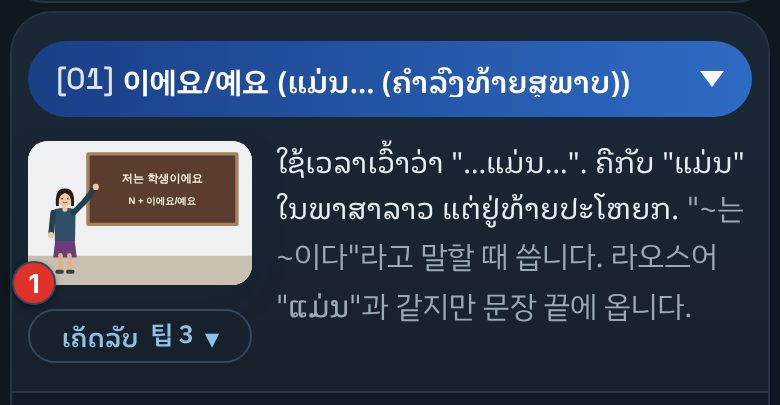 [01] 이에요/예요 (ແມ່ນ... (ຄຳລົງທ້າຍສຸພາບ)) ▼
저는 학생이에요
N + 이에요/예요
1
ເຄັດລັບ 팁 3 ▼
ໃຊ້ເວລາເວົ້າວ່າ "...ແມ່ນ...". ຄືກັບ "ແມ່ນ"
ໃນພາສາລາວ ແຕ່ຢູ່ທ້າຍປະໂຫຍກ. "~는
~이다"라고 말할 때 씁니다. 라오스어
"ແມ່ນ"과 같지만 문장 끝에 옵니다.